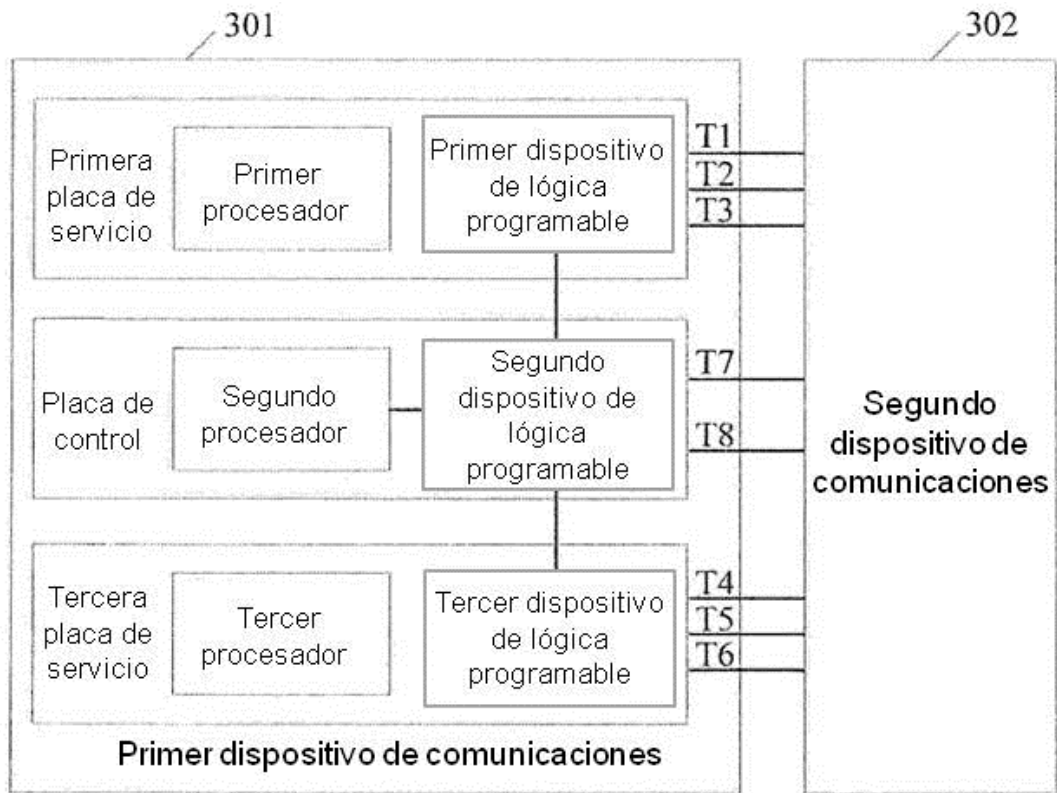 301
302
Primera
placa de
servicio
Primer
procesador
Primer dispositivo
de lógica
programable
T1
T2
T3
Placa de
control
Segundo
procesador
Segundo
dispositivo de
lógica
programable
T7
T8
Segundo
dispositivo de
comunicaciones
Tercera
placa de
servicio
Tercer
procesador
Tercer dispositivo
de lógica
programable
T4
T5
T6
Primer dispositivo de comunicaciones